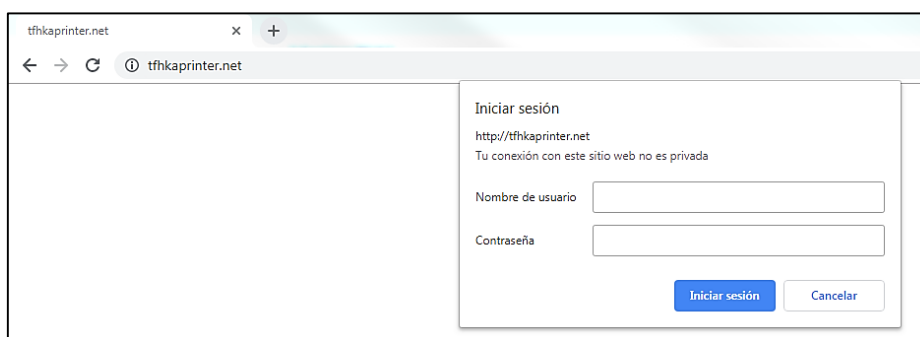 tfhkaprinter.net
tfhkaprinter.net
Iniciar sesión
http://tfhkaprinter.net
Tu conexión con este sitio web no es privada
Nombre de usuario
Contraseña
Iniciar sesión Cancelar